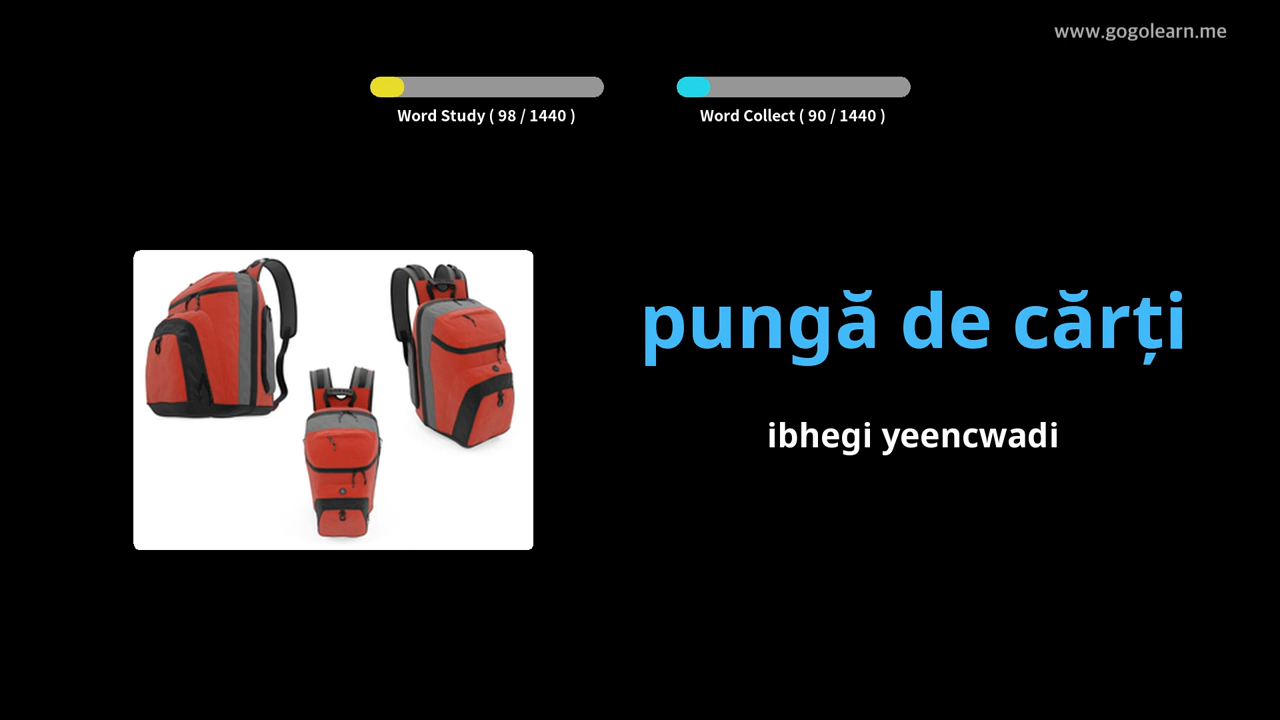 www.gogolearn.me
Word Study ( 98 / 1440 )
Word Collect ( 90 / 1440 )
pungă de cărți
ibhegi yeencwadi